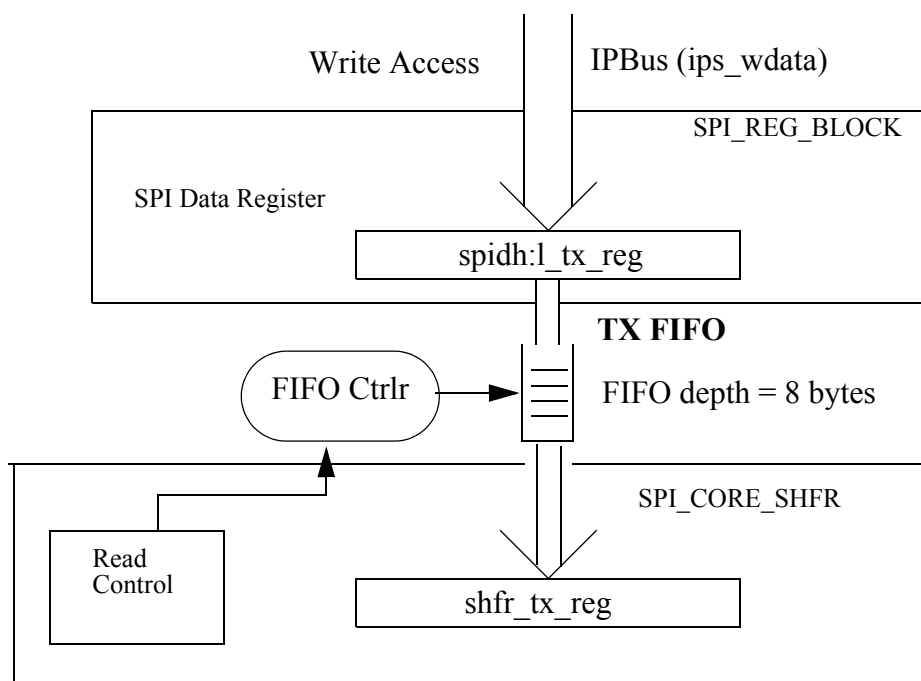 Write Access
IPBus (ips_wdata)
SPI_REG_BLOCK
SPI Data Register
spidh:l_tx_reg
TX FIFO
FIFO Ctrlr
FIFO depth = 8 bytes
SPI_CORE_SHFR
Read
Control
shfr_tx_reg